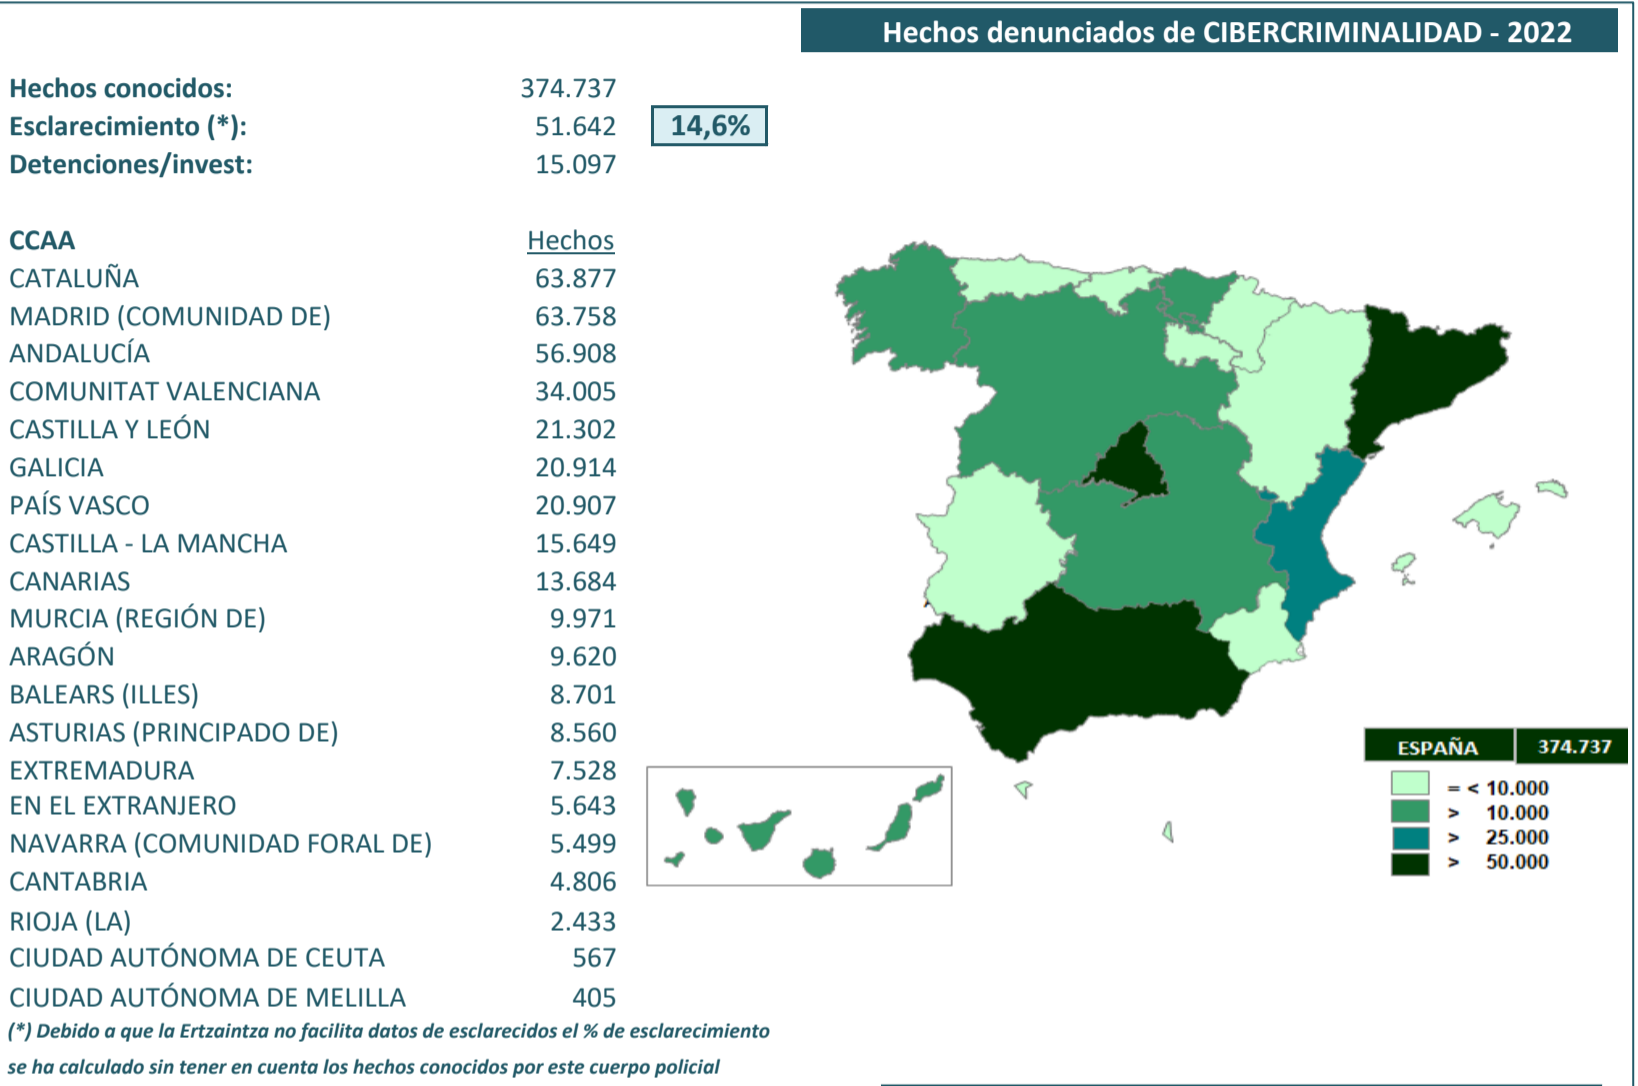 Hechos denunciados de CIBERCRIMINALIDAD - 2022
Hechos conocidos: 374.737
Esclarecimiento (*): 51.642 14,6%
Detenciones/invest: 15.097
CCAA Hechos
CATALUÑA 63.877
MADRID (COMUNIDAD DE) 63.758
ANDALUCÍA 56.908
COMUNITAT VALENCIANA 34.005
CASTILLA Y LEÓN 21.302
GALICIA 20.914
PAÍS VASCO 20.907
CASTILLA - LA MANCHA 15.649
CANARIAS 13.684
MURCIA (REGIÓN DE) 9.971
ARAGÓN 9.620
BALEARS (ILLES) 8.701
ASTURIAS (PRINCIPADO DE) 8.560
EXTREMADURA 7.528
EN EL EXTRANJERO 5.643
NAVARRA (COMUNIDAD FORAL DE) 5.499
CANTABRIA 4.806
RIOJA (LA) 2.433
CIUDAD AUTÓNOMA DE CEUTA 567
CIUDAD AUTÓNOMA DE MELILLA 405
(*) Debido a que la Ertzaintza no facilita datos de esclarecidos el % de esclarecimiento
se ha calculado sin tener en cuenta los hechos conocidos por este cuerpo policial
ESPAÑA 374.737
= < 10.000
> 10.000
> 25.000
> 50.000